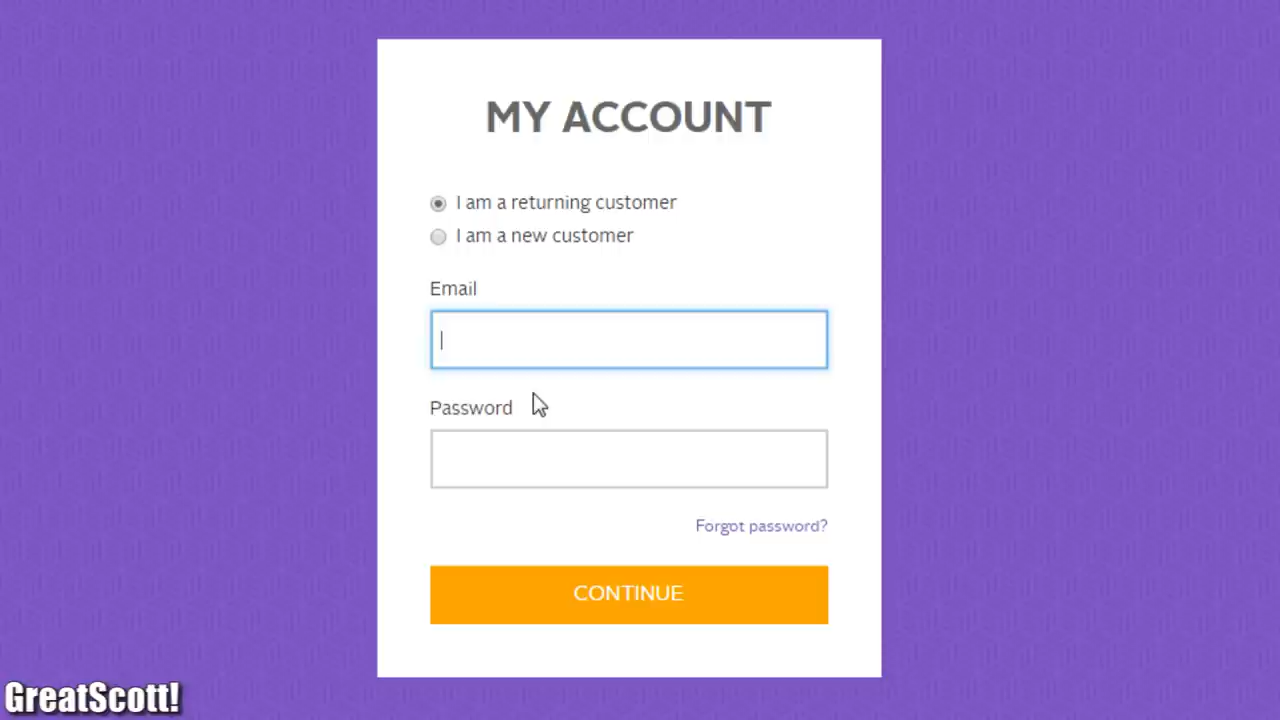 MY ACCOUNT
I am a returning customer
I am a new customer
Email
Password
Forgot password?
CONTINUE
GreatScott!